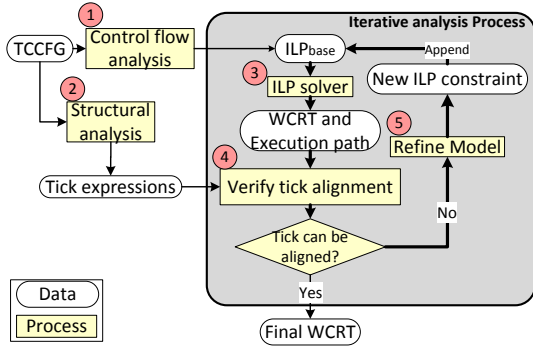 Iterative analysis Process
1
TCCFG
Control flow
analysis
ILPbase
Append
New ILP constraint
2
Structural
analysis
3
ILP solver
WCRT and
Execution path
5
Refine Model
4
Tick expressions
Verify tick alignment
No
Tick can be
aligned?
Yes
Final WCRT
Data
Process